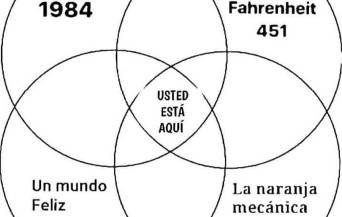 1984
Fahrenheit
451
USTED
ESTÁ
AQUÍ
Un mundo
Feliz
La naranja
mecánica